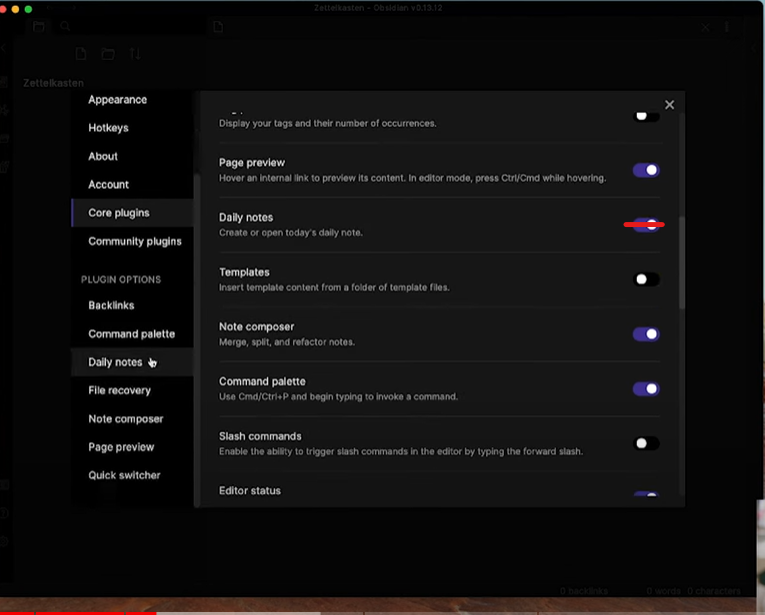 Zettelkasten – Obsidian v0.13.12
Zettelkasten
Appearance
Hotkeys
About
Account
Core plugins
Community plugins
PLUGIN OPTIONS
Backlinks
Command palette
Daily notes
File recovery
Note composer
Page preview
Quick switcher
Display your tags and their number of occurrences.
Page preview
Hover an internal link to preview its content. In editor mode, press Ctrl/Cmd while hovering.
Daily notes
Create or open today's daily note.
Templates
Insert template content from a folder of template files.
Note composer
Merge, split, and refactor notes.
Command palette
Use Cmd/Ctrl+P and begin typing to invoke a command.
Slash commands
Enable the ability to trigger slash commands in the editor by typing the forward slash.
Editor status
0 backlinks
0 words 0 characters